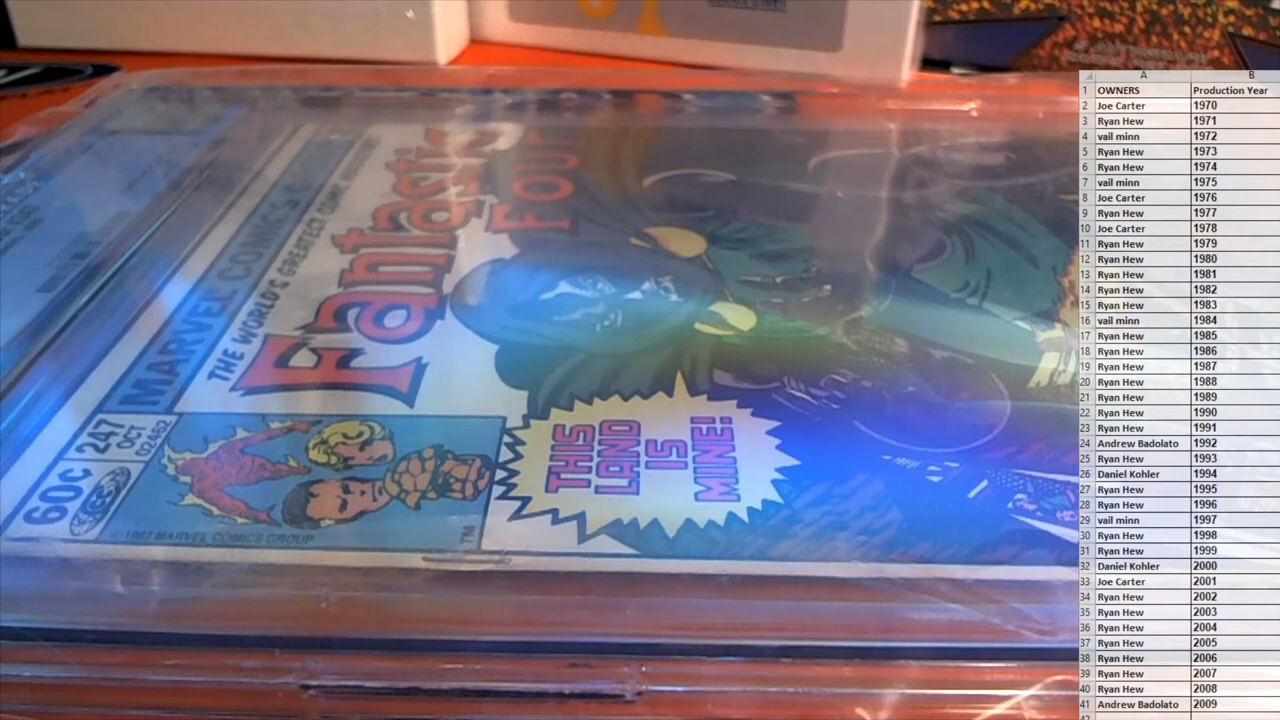 MARVEL COMICS
THE WORLD'S GREATEST COMIC
Fantastic
FOUR
60¢
247
OCT
02462
THIS
LAND
IS
MINE!
©1982 MARVEL COMICS GROUP
TM
A B
1 OWNERS Production Year
2 Joe Carter 1970
3 Ryan Hew 1971
4 vail minn 1972
5 Ryan Hew 1973
6 Ryan Hew 1974
7 vail minn 1975
8 Joe Carter 1976
9 Ryan Hew 1977
10 Joe Carter 1978
11 Ryan Hew 1979
12 Ryan Hew 1980
13 Ryan Hew 1981
14 Ryan Hew 1982
15 Ryan Hew 1983
16 vail minn 1984
17 Ryan Hew 1985
18 Ryan Hew 1986
19 Ryan Hew 1987
20 Ryan Hew 1988
21 Ryan Hew 1989
22 Ryan Hew 1990
23 Ryan Hew 1991
24 Andrew Badolato 1992
25 Ryan Hew 1993
26 Daniel Kohler 1994
27 Ryan Hew 1995
28 Ryan Hew 1996
29 vail minn 1997
30 Ryan Hew 1998
31 Ryan Hew 1999
32 Daniel Kohler 2000
33 Joe Carter 2001
34 Ryan Hew 2002
35 Ryan Hew 2003
36 Ryan Hew 2004
37 Ryan Hew 2005
38 Ryan Hew 2006
39 Ryan Hew 2007
40 Ryan Hew 2008
41 Andrew Badolato 2009